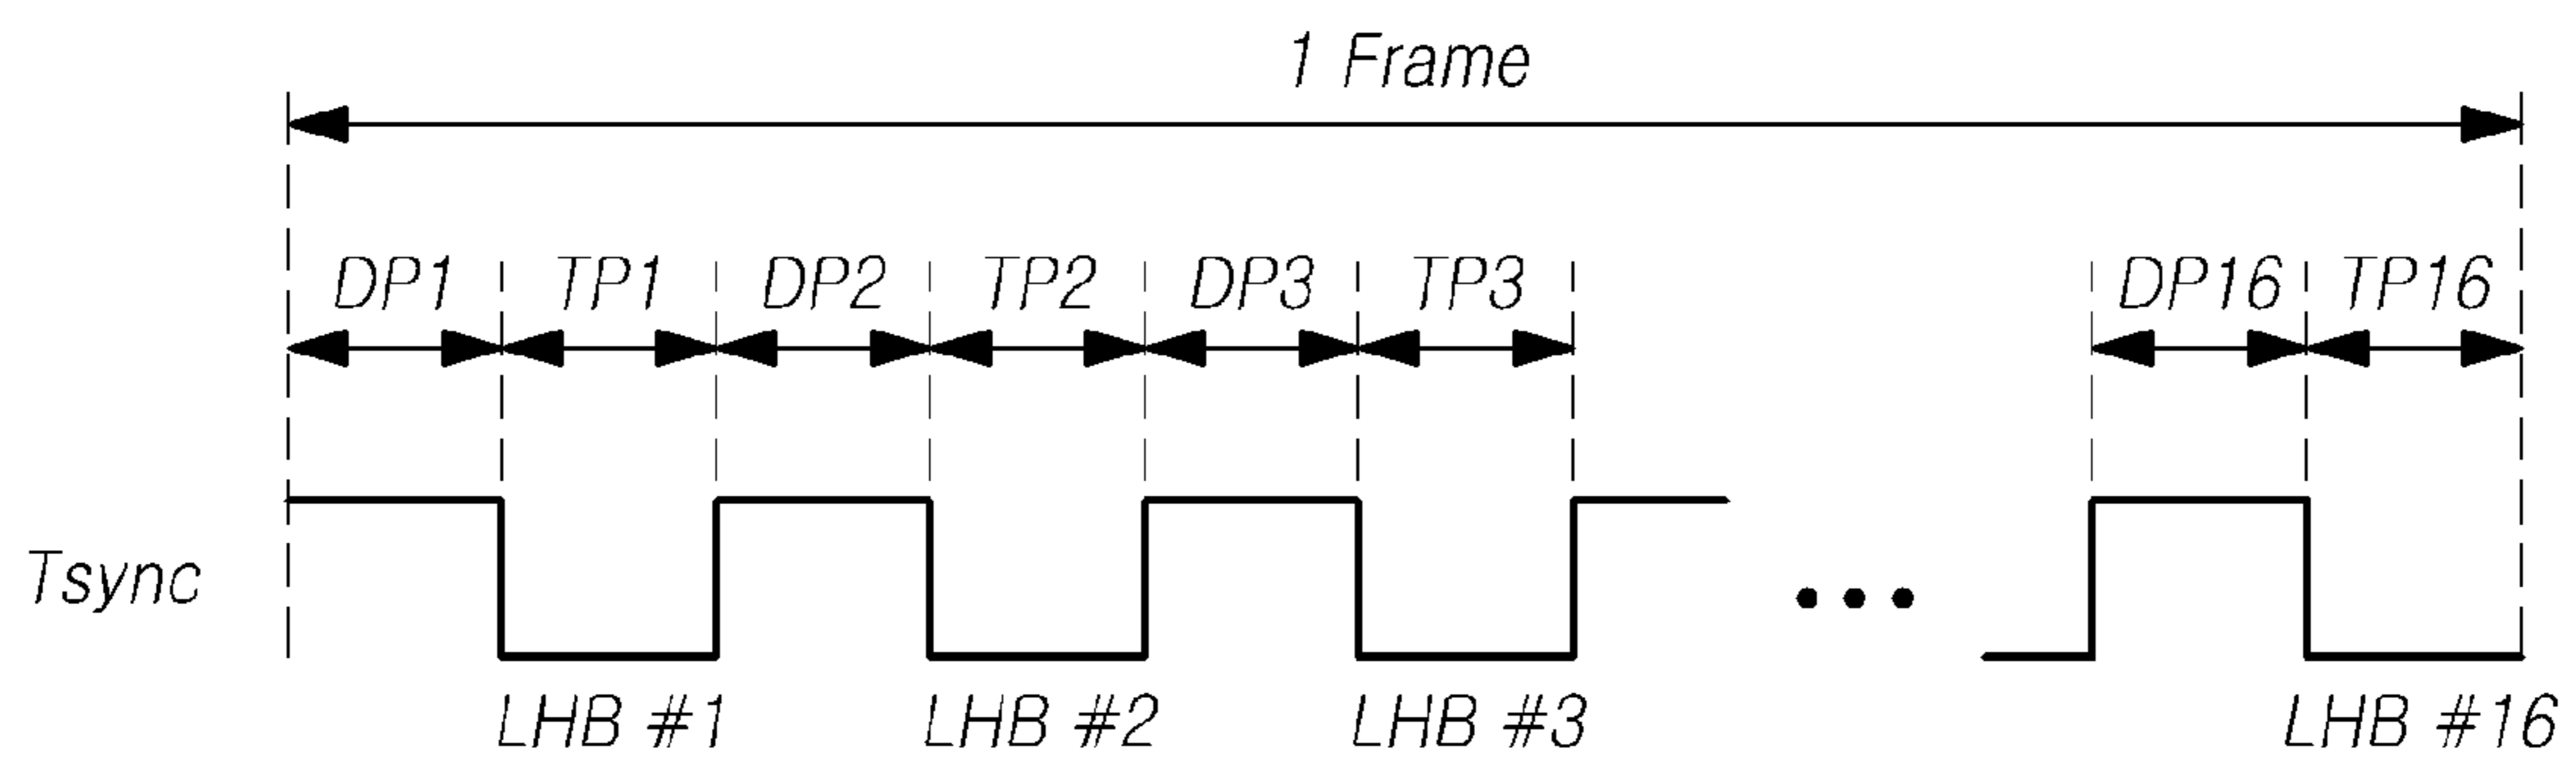 1 Frame
DP1 TP1 DP2 TP2 DP3 TP3 DP16 TP16
Tsync
LHB #1 LHB #2 LHB #3 LHB #16